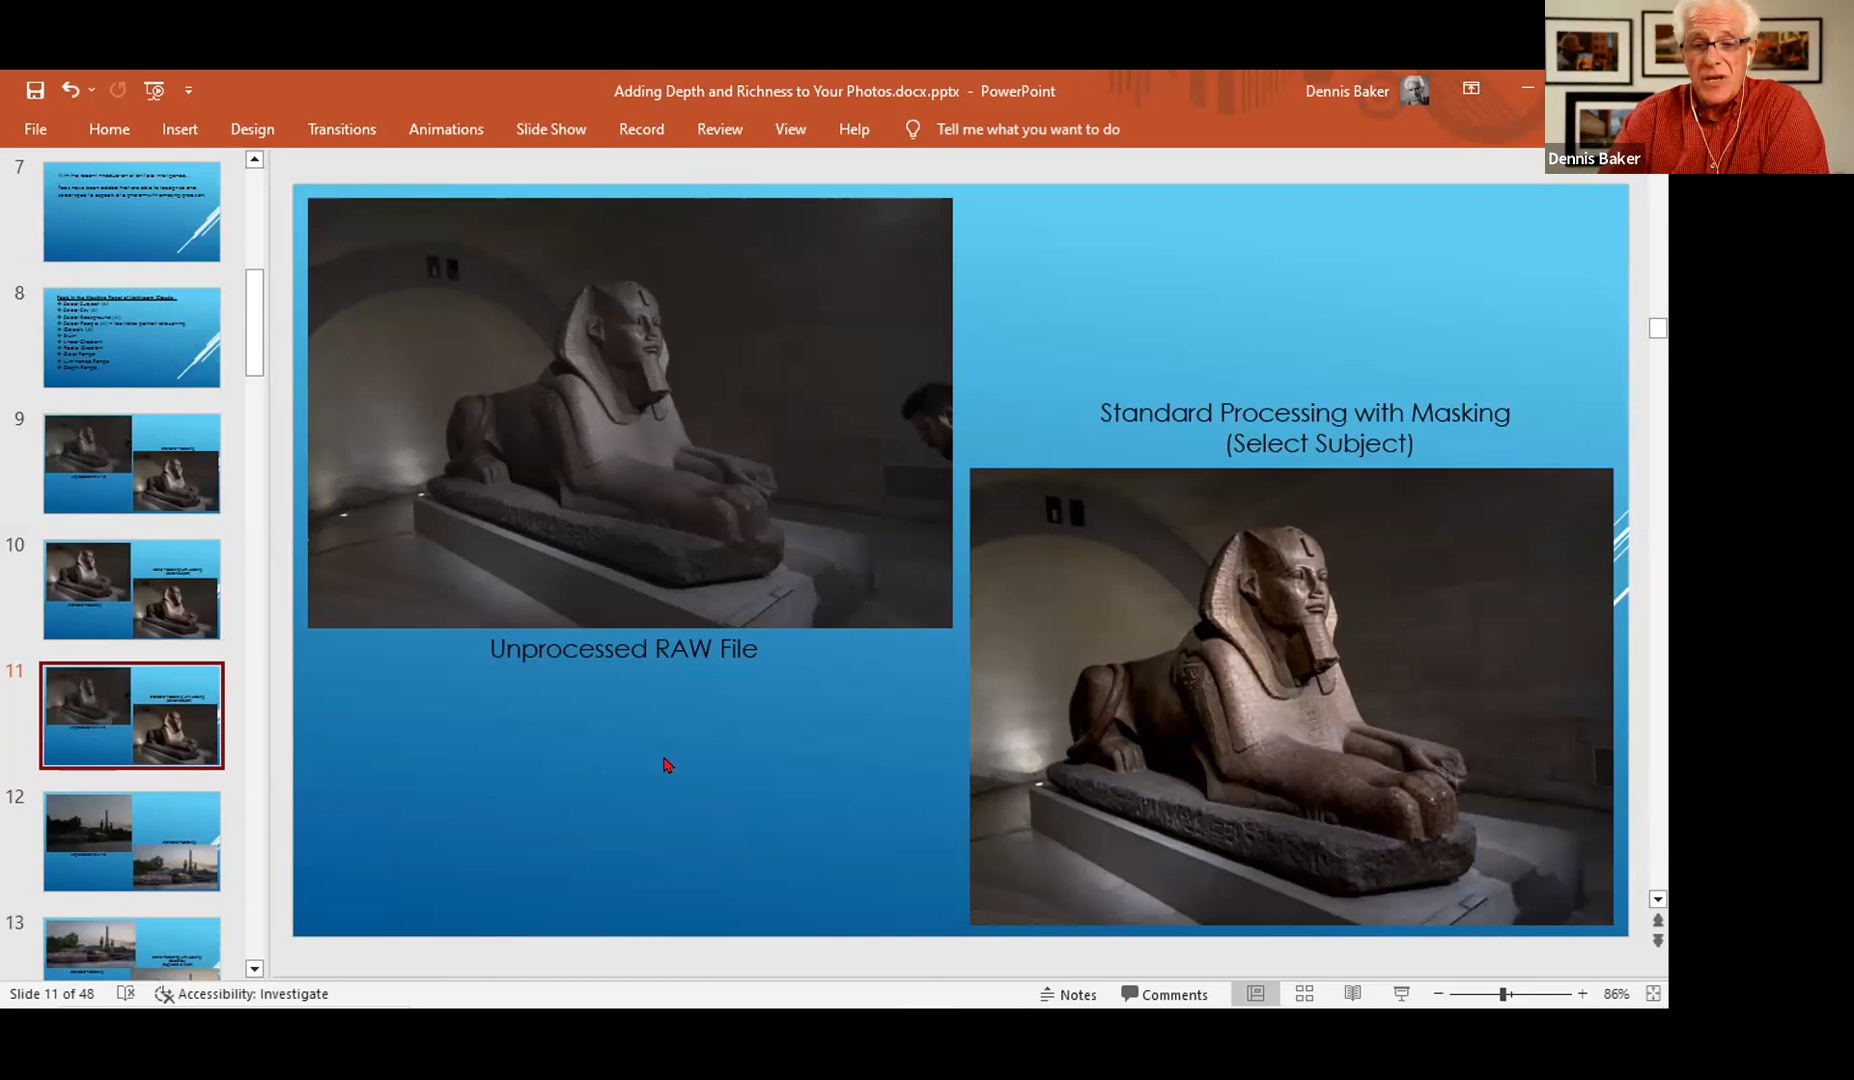 Adding Depth and Richness to Your Photos.docx.pptx - PowerPoint
Dennis Baker
File Home Insert Design Transitions Animations Slide Show Record Review View Help Tell me what you want to do
Dennis Baker
7
8
9
10
11
12
13
Unprocessed RAW File
Standard Processing with Masking
(Select Subject)
Slide 11 of 48 Accessibility: Investigate Notes Comments 86%